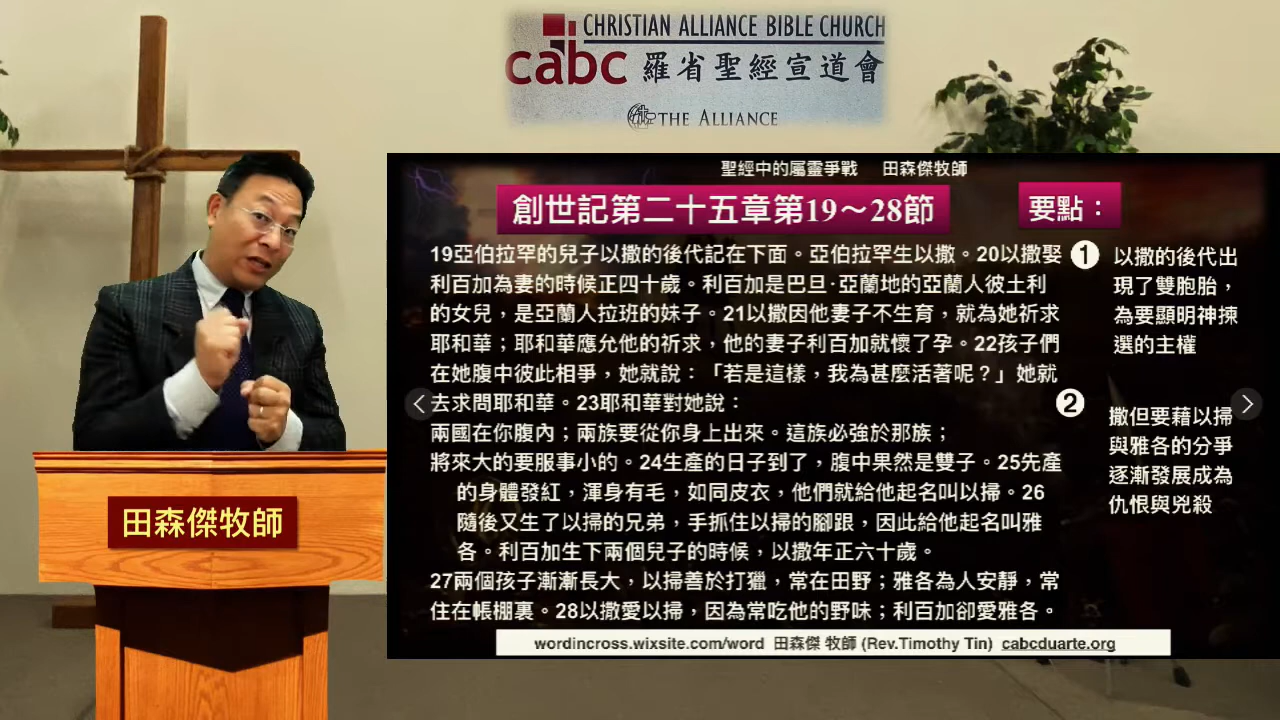 CHRISTIAN ALLIANCE BIBLE CHURCH
cabc 羅省聖經宣道會
THE ALLIANCE
聖經中的屬靈爭戰 田森傑牧師
創世記第二十五章第19～28節
要點：
19亞伯拉罕的兒子以撒的後代記在下面。亞伯拉罕生以撒。20以撒娶
利百加為妻的時候正四十歲。利百加是巴旦·亞蘭地的亞蘭人彼土利
的女兒，是亞蘭人拉班的妹子。21以撒因他妻子不生育，就為她祈求
耶和華；耶和華應允他的祈求，他的妻子利百加就懷了孕。22孩子們
在她腹中彼此相爭，她就說：「若是這樣，我為甚麼活著呢？」她就
去求問耶和華。23耶和華對她說：
兩國在你腹內；兩族要從你身上出來。這族必強於那族；
將來大的要服事小的。24生產的日子到了，腹中果然是雙子。25先產
的身體發紅，渾身有毛，如同皮衣，他們就給他起名叫以掃。26
隨後又生了以掃的兄弟，手抓住以掃的腳跟，因此給他起名叫雅
各。利百加生下兩個兒子的時候，以撒年正六十歲。
27兩個孩子漸漸長大，以掃善於打獵，常在田野；雅各為人安靜，常
住在帳棚裏。28以撒愛以掃，因為常吃他的野味；利百加卻愛雅各。
1 以撒的後代出
現了雙胞胎，
為要顯明神揀
選的主權
2 撒但要藉以掃
與雅各的分爭
逐漸發展成為
仇恨與兇殺
wordincross.wixsite.com/word 田森傑 牧師 (Rev.Timothy Tin) cabcduarte.org
田森傑牧師